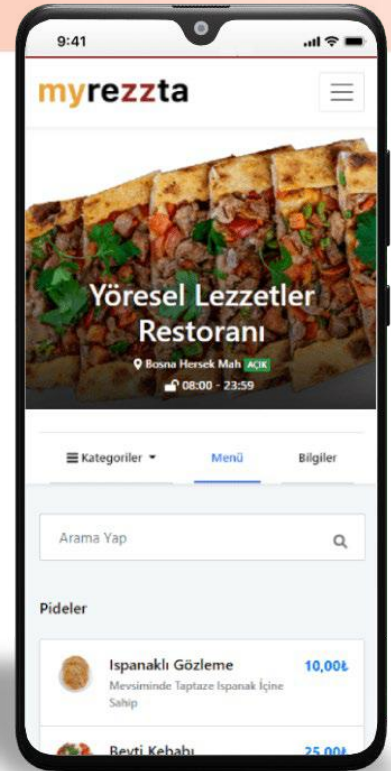 9:41
myrezzta
Yöresel Lezzetler
Restoranı
Bosna Hersek Mah AÇIK
08:00 - 23:59
Kategoriler Menü Bilgiler
Arama Yap
Pideler
Ispanaklı Gözleme 10,00₺
Mevsiminde Taptaze Ispanak İçine
Sahip
Beyti Kebabı 25,00₺